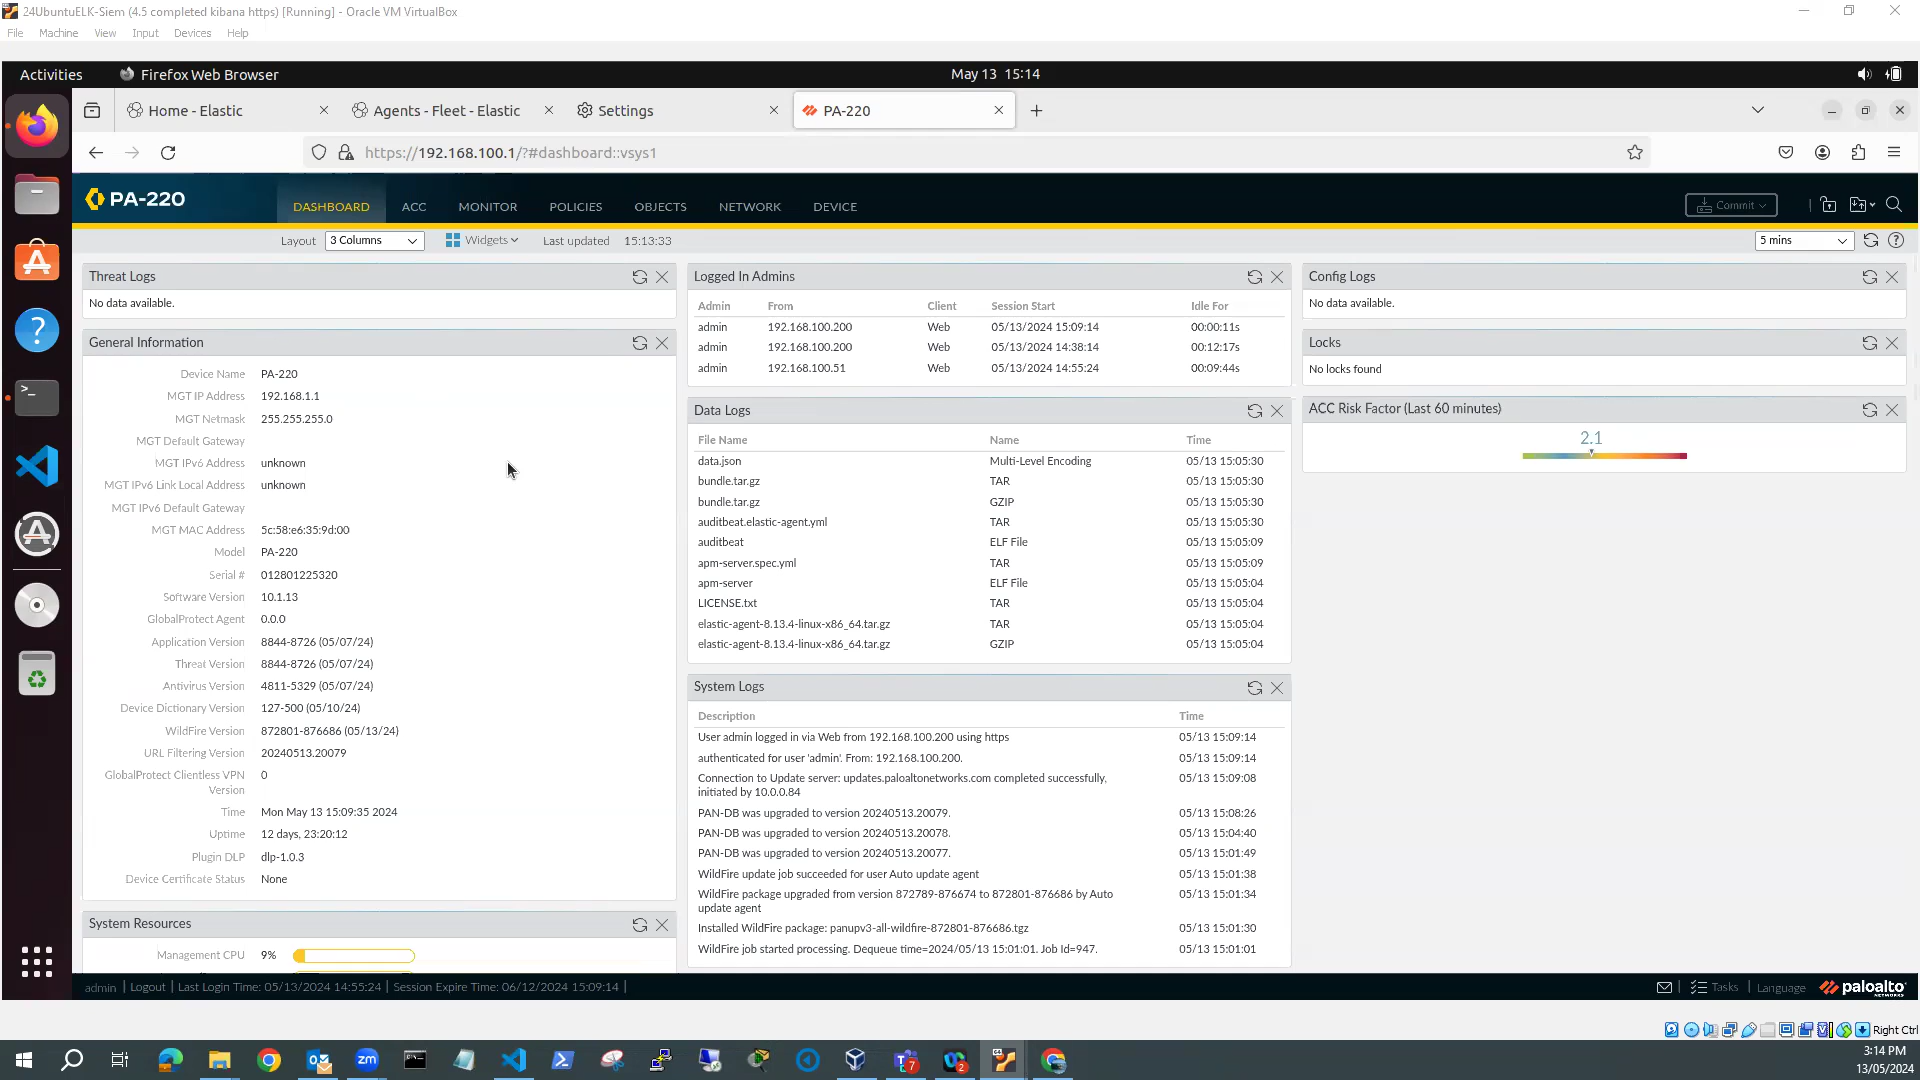 24UbuntuELK-Siem (4.5 completed kibana https) [Running] - Oracle VM VirtualBox
File Machine View Input Devices Help
Activities Firefox Web Browser May 13 15:14
Home - Elastic Agents - Fleet - Elastic Settings PA-220
https://192.168.100.1/?#dashboard::vsys1
PA-220 DASHBOARD ACC MONITOR POLICIES OBJECTS NETWORK DEVICE Commit
Layout 3 Columns Widgets Last updated 15:13:33 5 mins
Threat Logs
No data available.
General Information
Device Name PA-220
MGT IP Address 192.168.1.1
MGT Netmask 255.255.255.0
MGT Default Gateway
MGT IPv6 Address unknown
MGT IPv6 Link Local Address unknown
MGT IPv6 Default Gateway
MGT MAC Address 5c:58:e6:35:9d:00
Model PA-220
Serial # 012801225320
Software Version 10.1.13
GlobalProtect Agent 0.0.0
Application Version 8844-8726 (05/07/24)
Threat Version 8844-8726 (05/07/24)
Antivirus Version 4811-5329 (05/07/24)
Device Dictionary Version 127-500 (05/10/24)
WildFire Version 872801-876686 (05/13/24)
URL Filtering Version 20240513.20079
GlobalProtect Clientless VPN 0
Version
Time Mon May 13 15:09:35 2024
Uptime 12 days, 23:20:12
Plugin DLP dlp-1.0.3
Device Certificate Status None
System Resources
Management CPU 9%
Logged In Admins
Admin From Client Session Start Idle For
admin 192.168.100.200 Web 05/13/2024 15:09:14 00:00:11s
admin 192.168.100.200 Web 05/13/2024 14:38:14 00:12:17s
admin 192.168.100.51 Web 05/13/2024 14:55:24 00:09:44s
Data Logs
File Name Name Time
data.json Multi-Level Encoding 05/13 15:05:30
bundle.tar.gz TAR 05/13 15:05:30
bundle.tar.gz GZIP 05/13 15:05:30
auditbeat.elastic-agent.yml TAR 05/13 15:05:30
auditbeat ELF File 05/13 15:05:09
apm-server.spec.yml TAR 05/13 15:05:09
apm-server ELF File 05/13 15:05:04
LICENSE.txt TAR 05/13 15:05:04
elastic-agent-8.13.4-linux-x86_64.tar.gz TAR 05/13 15:05:04
elastic-agent-8.13.4-linux-x86_64.tar.gz GZIP 05/13 15:05:04
System Logs
Description Time
User admin logged in via Web from 192.168.100.200 using https 05/13 15:09:14
authenticated for user 'admin'. From: 192.168.100.200. 05/13 15:09:14
Connection to Update server: updates.paloaltonetworks.com completed successfully, 05/13 15:09:08
initiated by 10.0.0.84
PAN-DB was upgraded to version 20240513.20079. 05/13 15:08:26
PAN-DB was upgraded to version 20240513.20078. 05/13 15:04:40
PAN-DB was upgraded to version 20240513.20077. 05/13 15:01:49
WildFire update job succeeded for user Auto update agent 05/13 15:01:38
WildFire package upgraded from version 872789-876674 to 872801-876686 by Auto 05/13 15:01:34
update agent
Installed WildFire package: panupv3-all-wildfire-872801-876686.tgz 05/13 15:01:30
WildFire job started processing. Dequeue time=2024/05/13 15:01:01. Job Id=947. 05/13 15:01:01
Config Logs
No data available.
Locks
No locks found
ACC Risk Factor (Last 60 minutes)
2.1
admin | Logout | Last Login Time: 05/13/2024 14:55:24 | Session Expire Time: 06/12/2024 15:09:14 | Tasks | Language paloalto NETWORKS
Right Ctrl
3:14 PM
13/05/2024